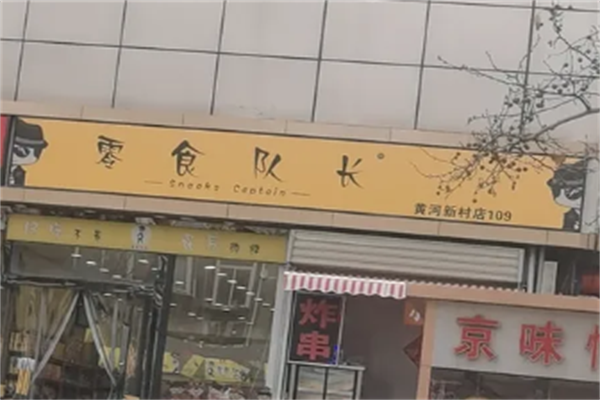 零食队长
Snacks Captain
黄河新村店109
炸
串
京味